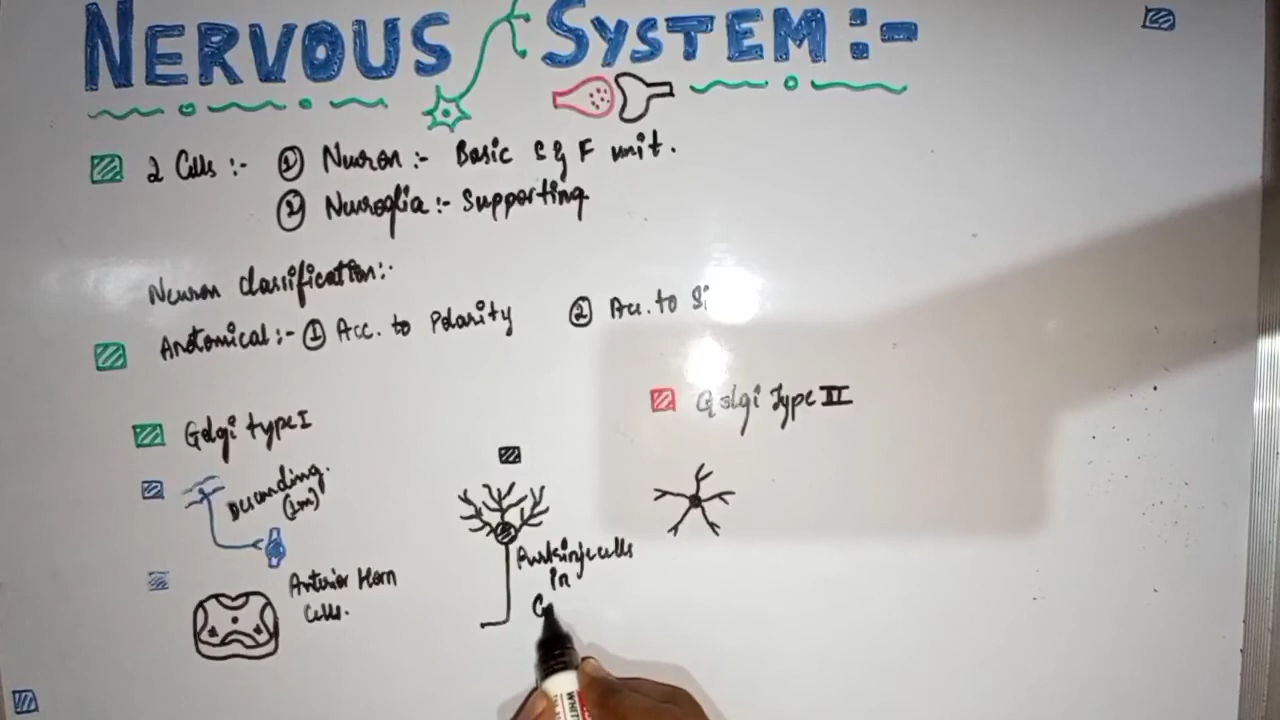 NERVOUS SYSTEM :-
2 Cells :- ① Neuron :- Basic S & F unit.
② Neuroglia :- Supporting
Neuron classification :-
Anatomical :- ① Acc. to Polarity ② Acc. to Si
Golgi type I
Golgi Type II
Descending.
(1m)
Purkinje cells
in
C
Anterior Horn
Cells.
WHIT